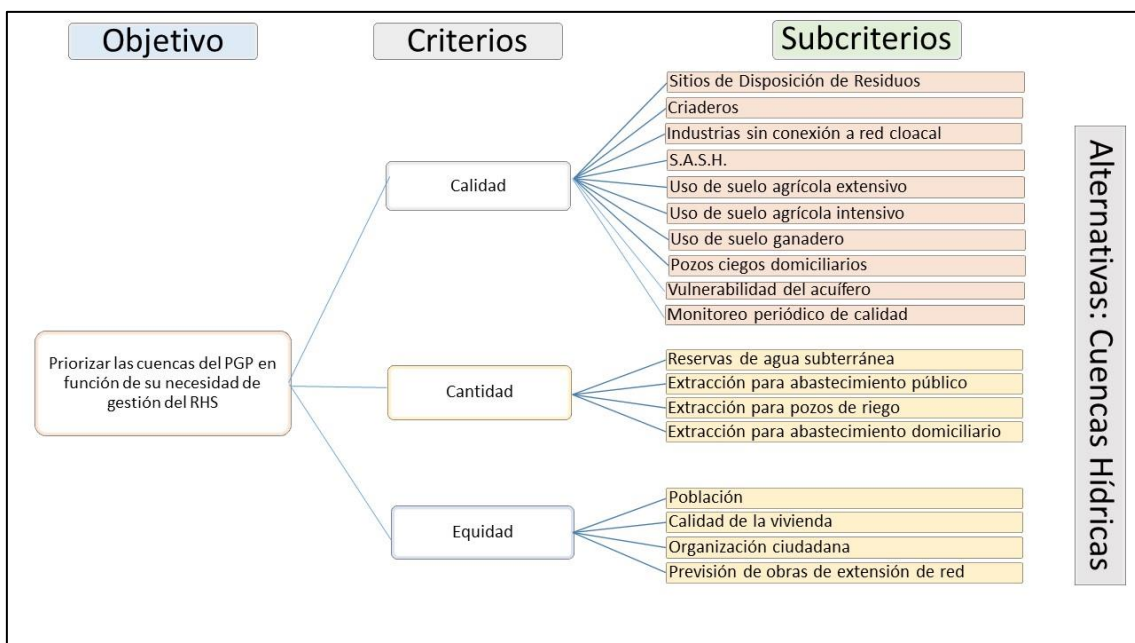 Objetivo
Criterios
Subcriterios
Priorizar las cuencas del PGP en
función de su necesidad de
gestión del RHS
Calidad
Sitios de Disposición de Residuos
Criaderos
Industrias sin conexión a red cloacal
S.A.S.H.
Uso de suelo agrícola extensivo
Uso de suelo agrícola intensivo
Uso de suelo ganadero
Pozos ciegos domiciliarios
Vulnerabilidad del acuífero
Monitoreo periódico de calidad
Cantidad
Reservas de agua subterránea
Extracción para abastecimiento público
Extracción para pozos de riego
Extracción para abastecimiento domiciliario
Equidad
Población
Calidad de la vivienda
Organización ciudadana
Previsión de obras de extensión de red
Alternativas: Cuencas Hídricas